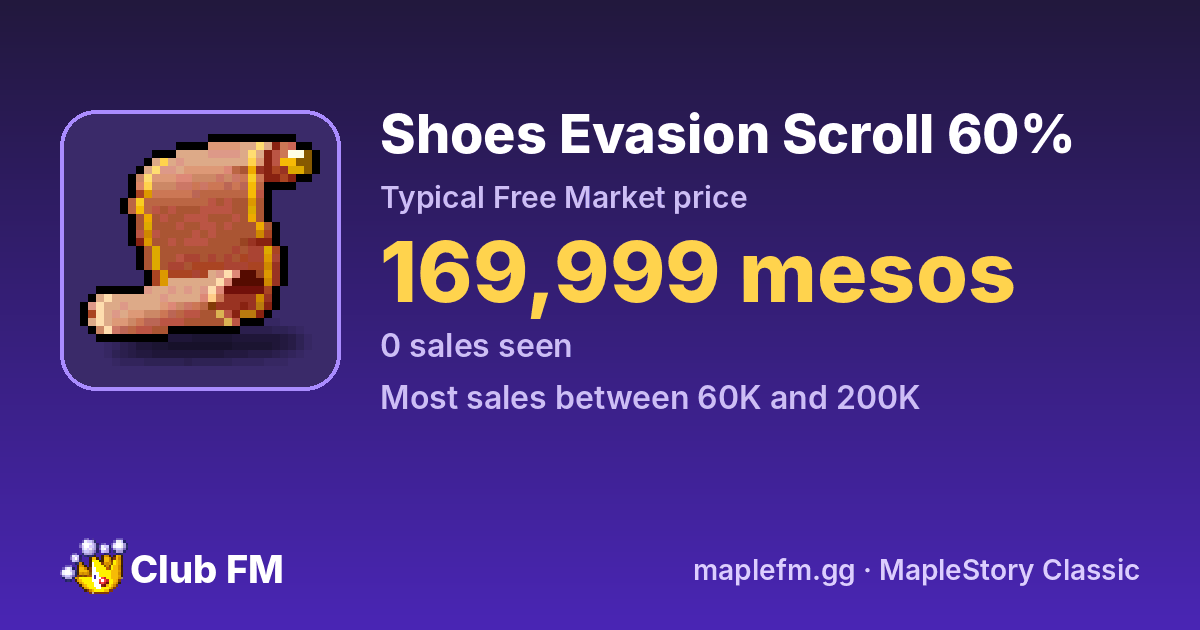 Shoes Evasion Scroll 60%
Typical Free Market price
169,999 mesos
0 sales seen
Most sales between 60K and 200K
Club FM
maplefm.gg · MapleStory Classic